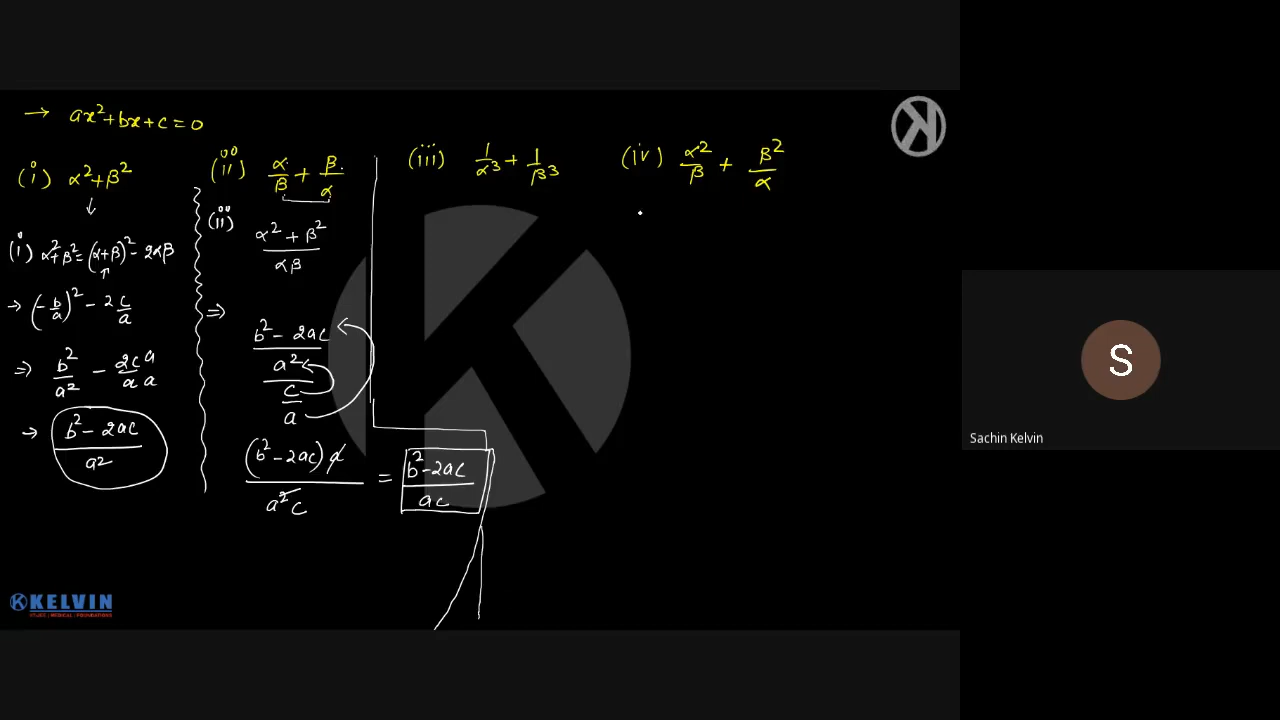 → ax²+bx+c=0
(i) α²+β²
↓
(i) α²+β²=(α+β)²-2αβ
→ (-b/a)² - 2c/a
⇒ b²/a² - 2c a/a a
→ b²-2ac/a²
(ii) α/β + β/α
(ii) α²+β²/αβ
⇒ b²-2ac/a²/c/a
(b²-2ac)a/a²c = b²-2ac/ac
(iii) 1/α³ + 1/β³
(iv) α²/β + β²/α
KELVIN
Sachin Kelvin
S